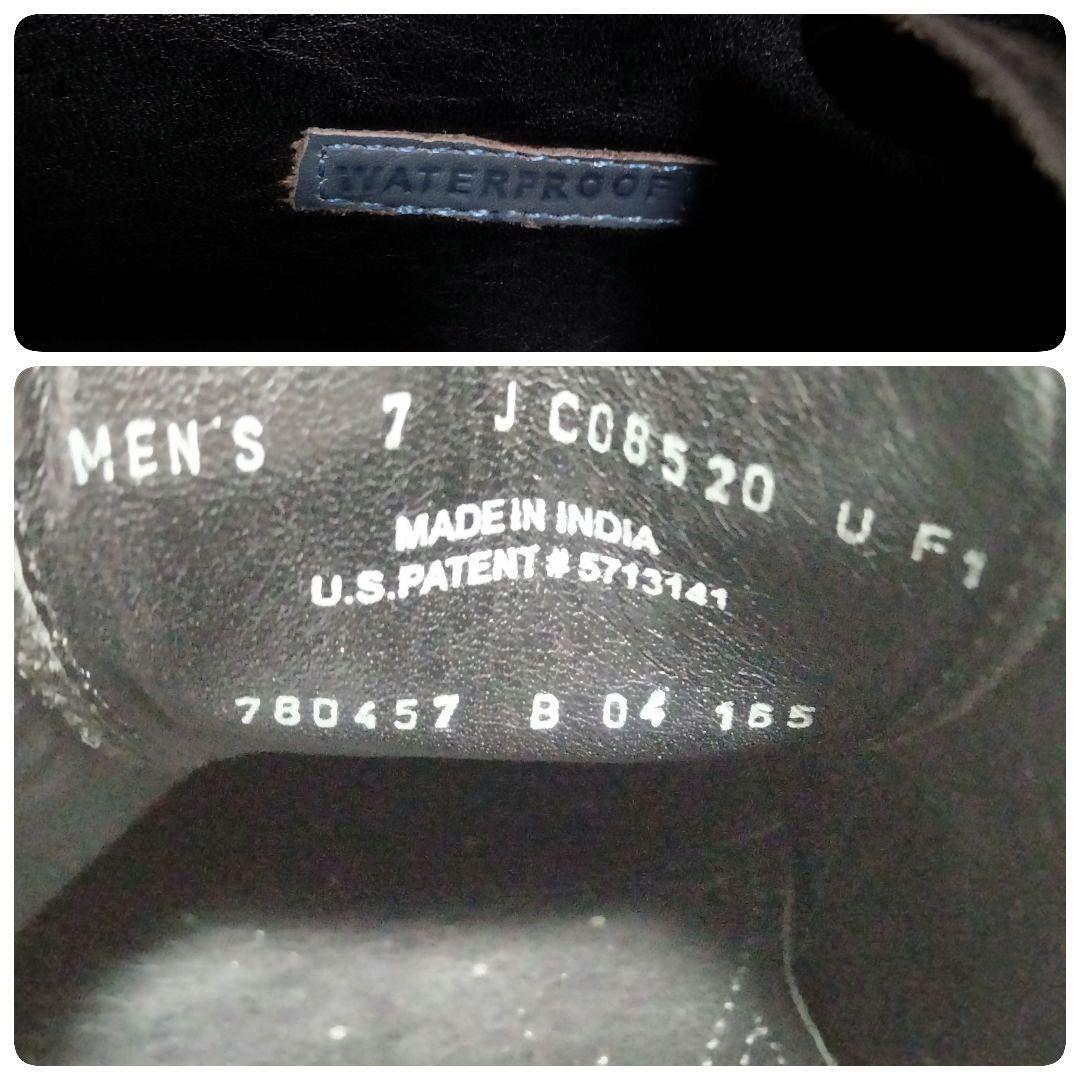 WATERPROOF
MEN'S 7 J C08520 U F1
MADE IN INDIA
U.S. PATENT # 5713141
780457 B 04 165